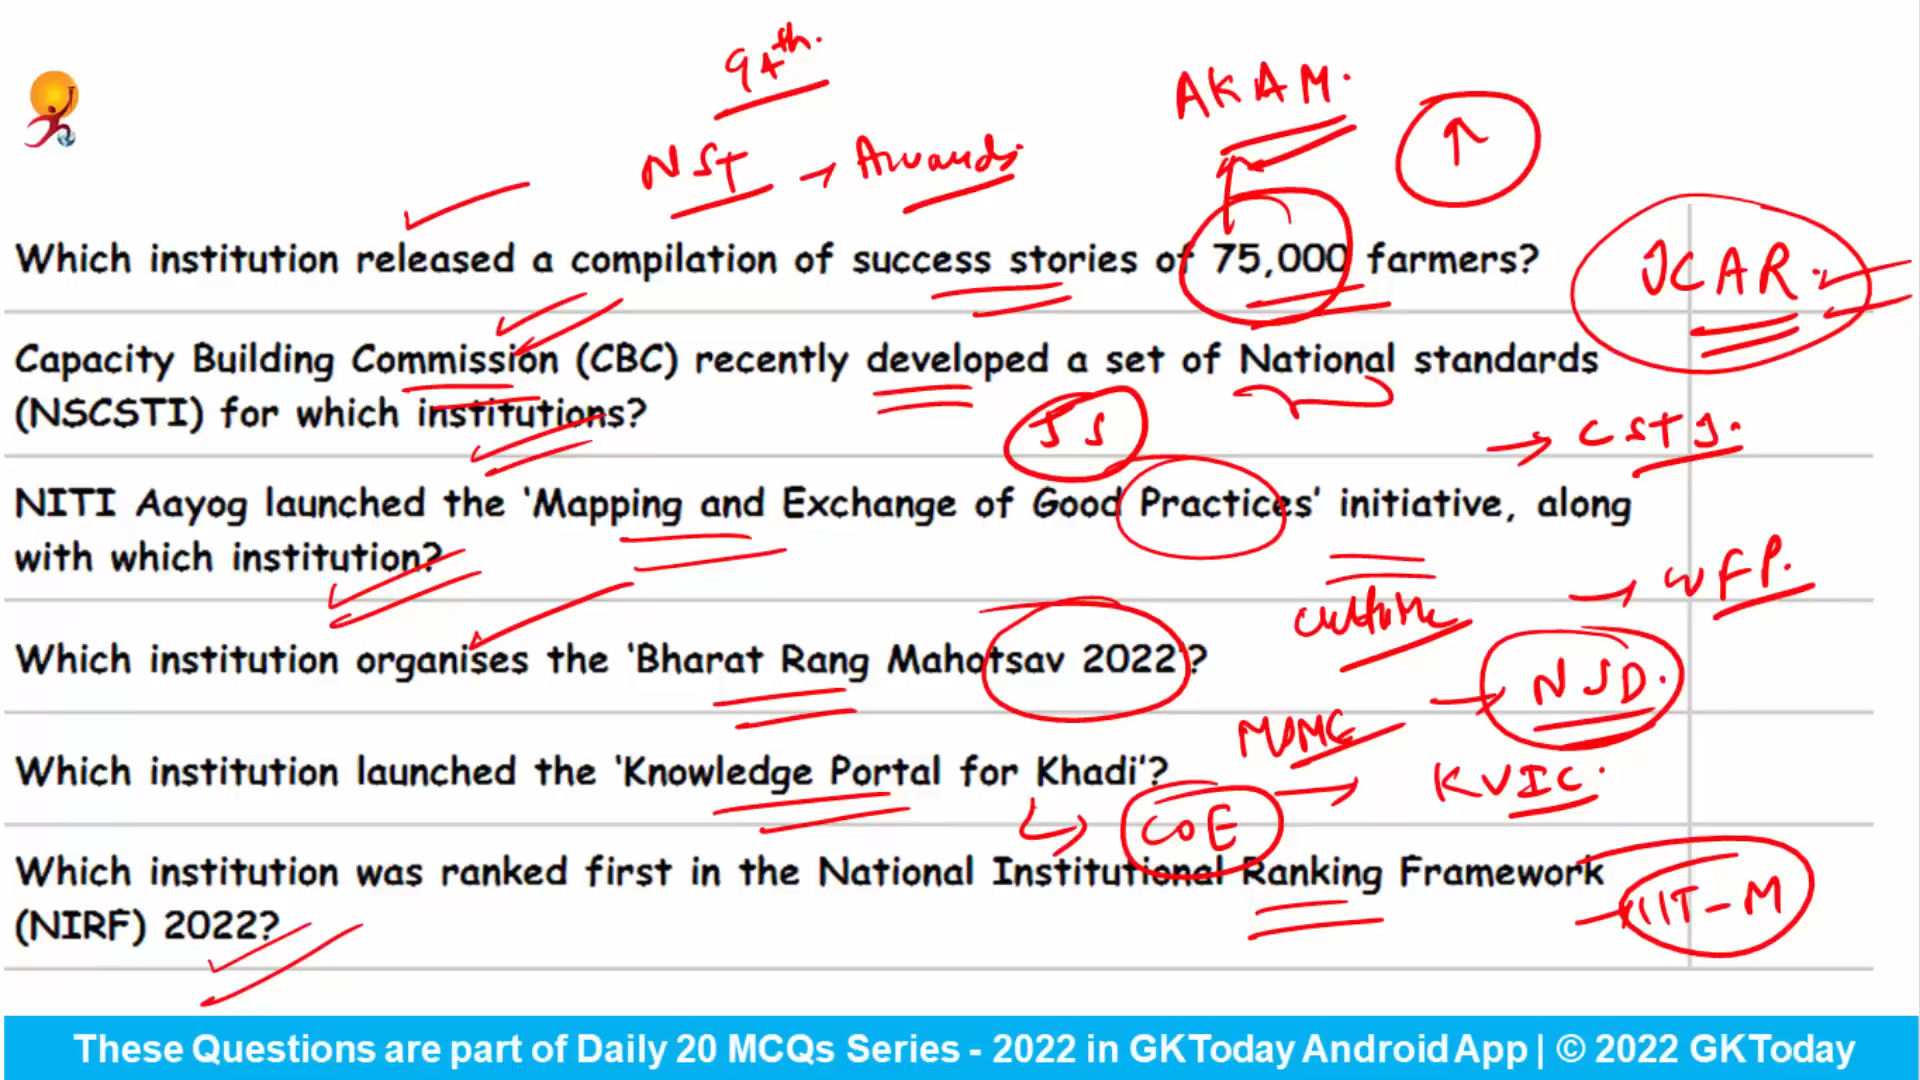 94th.
AKAM.
NST → Awards.
↑
Which institution released a compilation of success stories of 75,000 farmers?
ICAR.
Capacity Building Commission (CBC) recently developed a set of National standards
(NSCSTI) for which institutions?
→ CSTI.
NITI Aayog launched the 'Mapping and Exchange of Good Practices' initiative, along
with which institution?
→ WFP.
culture
Which institution organises the 'Bharat Rang Mahotsav 2022'?
→ NSD.
Which institution launched the 'Knowledge Portal for Khadi'?
COE → KVIC.
Which institution was ranked first in the National Institutional Ranking Framework
(NIRF) 2022?
→ IIT-M
These Questions are part of Daily 20 MCQs Series - 2022 in GKToday Android App | © 2022 GKToday